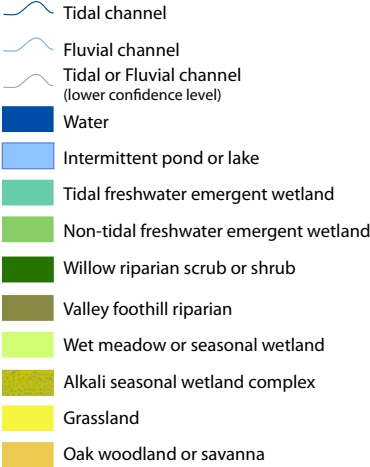 Tidal channel
Fluvial channel
Tidal or Fluvial channel
(lower confidence level)
Water
Intermittent pond or lake
Tidal freshwater emergent wetland
Non-tidal freshwater emergent wetland
Willow riparian scrub or shrub
Valley foothill riparian
Wet meadow or seasonal wetland
Alkali seasonal wetland complex
Grassland
Oak woodland or savanna